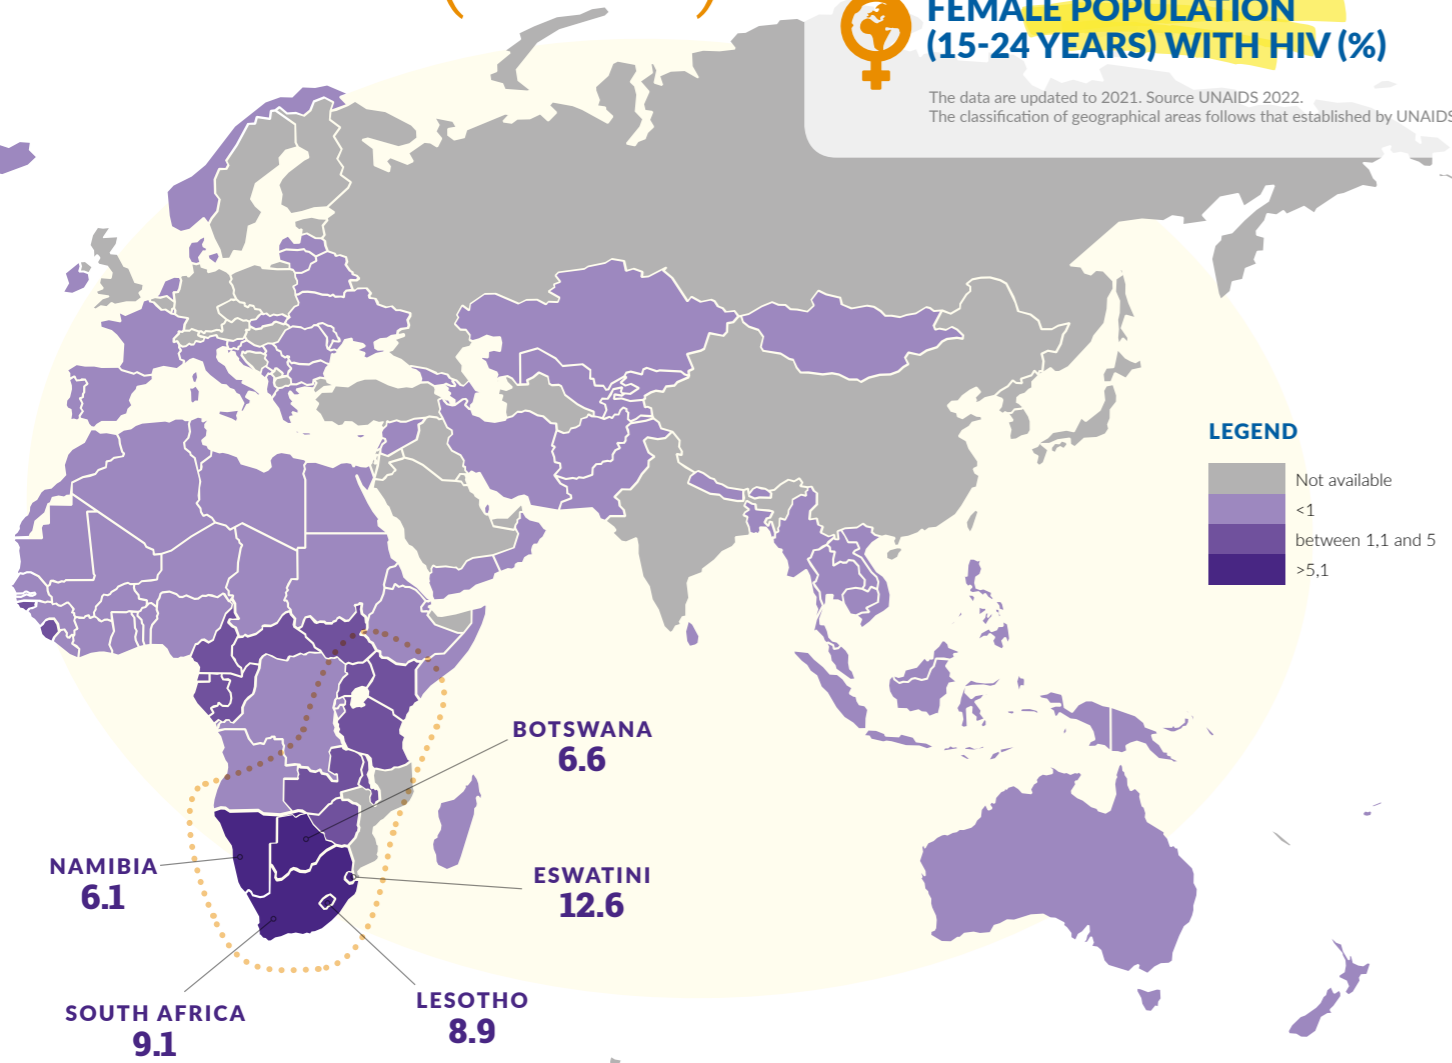 FEMALE POPULATION
(15-24 YEARS) WITH HIV (%)
The data are updated to 2021. Source UNAIDS 2022.
The classification of geographical areas follows that established by UNAIDS
LEGEND
Not available
<1
between 1,1 and 5
>5,1
BOTSWANA
6.6
NAMIBIA
6.1
ESWATINI
12.6
SOUTH AFRICA
9.1
LESOTHO
8.9